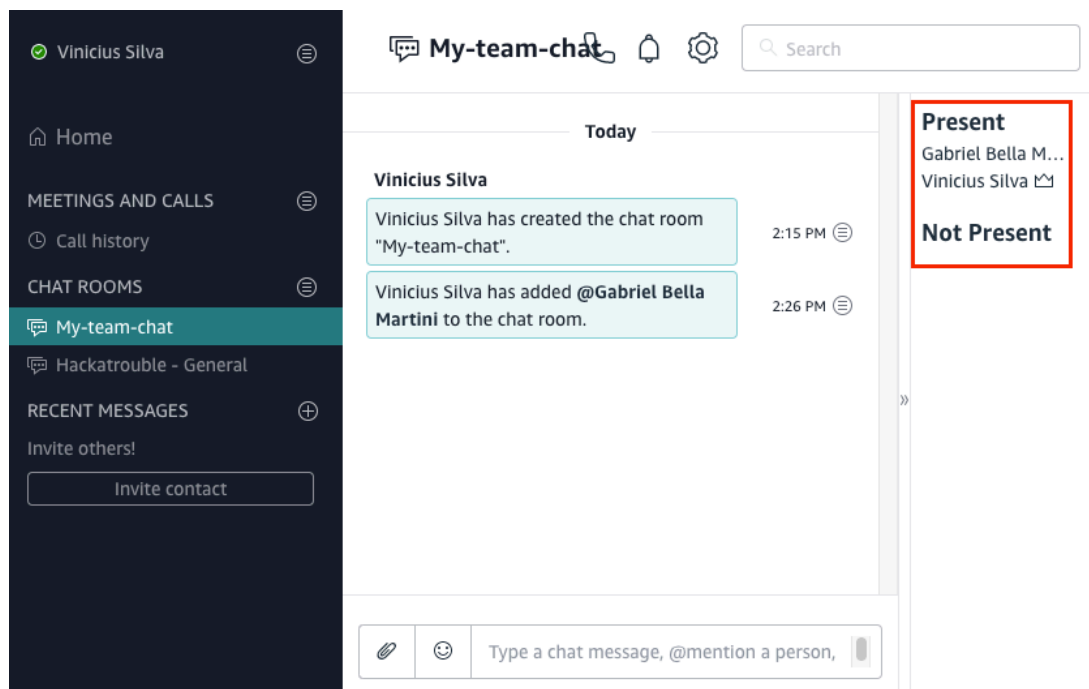 Vinicius Silva
Home
MEETINGS AND CALLS
Call history
CHAT ROOMS
My-team-chat
Hackatrouble - General
RECENT MESSAGES
Invite others!
Invite contact
My-team-chat
Search
Today
Vinicius Silva
Vinicius Silva has created the chat room
"My-team-chat".
2:15 PM
Vinicius Silva has added @Gabriel Bella
Martini to the chat room.
2:26 PM
Type a chat message, @mention a person,
Present
Gabriel Bella M...
Vinicius Silva
Not Present